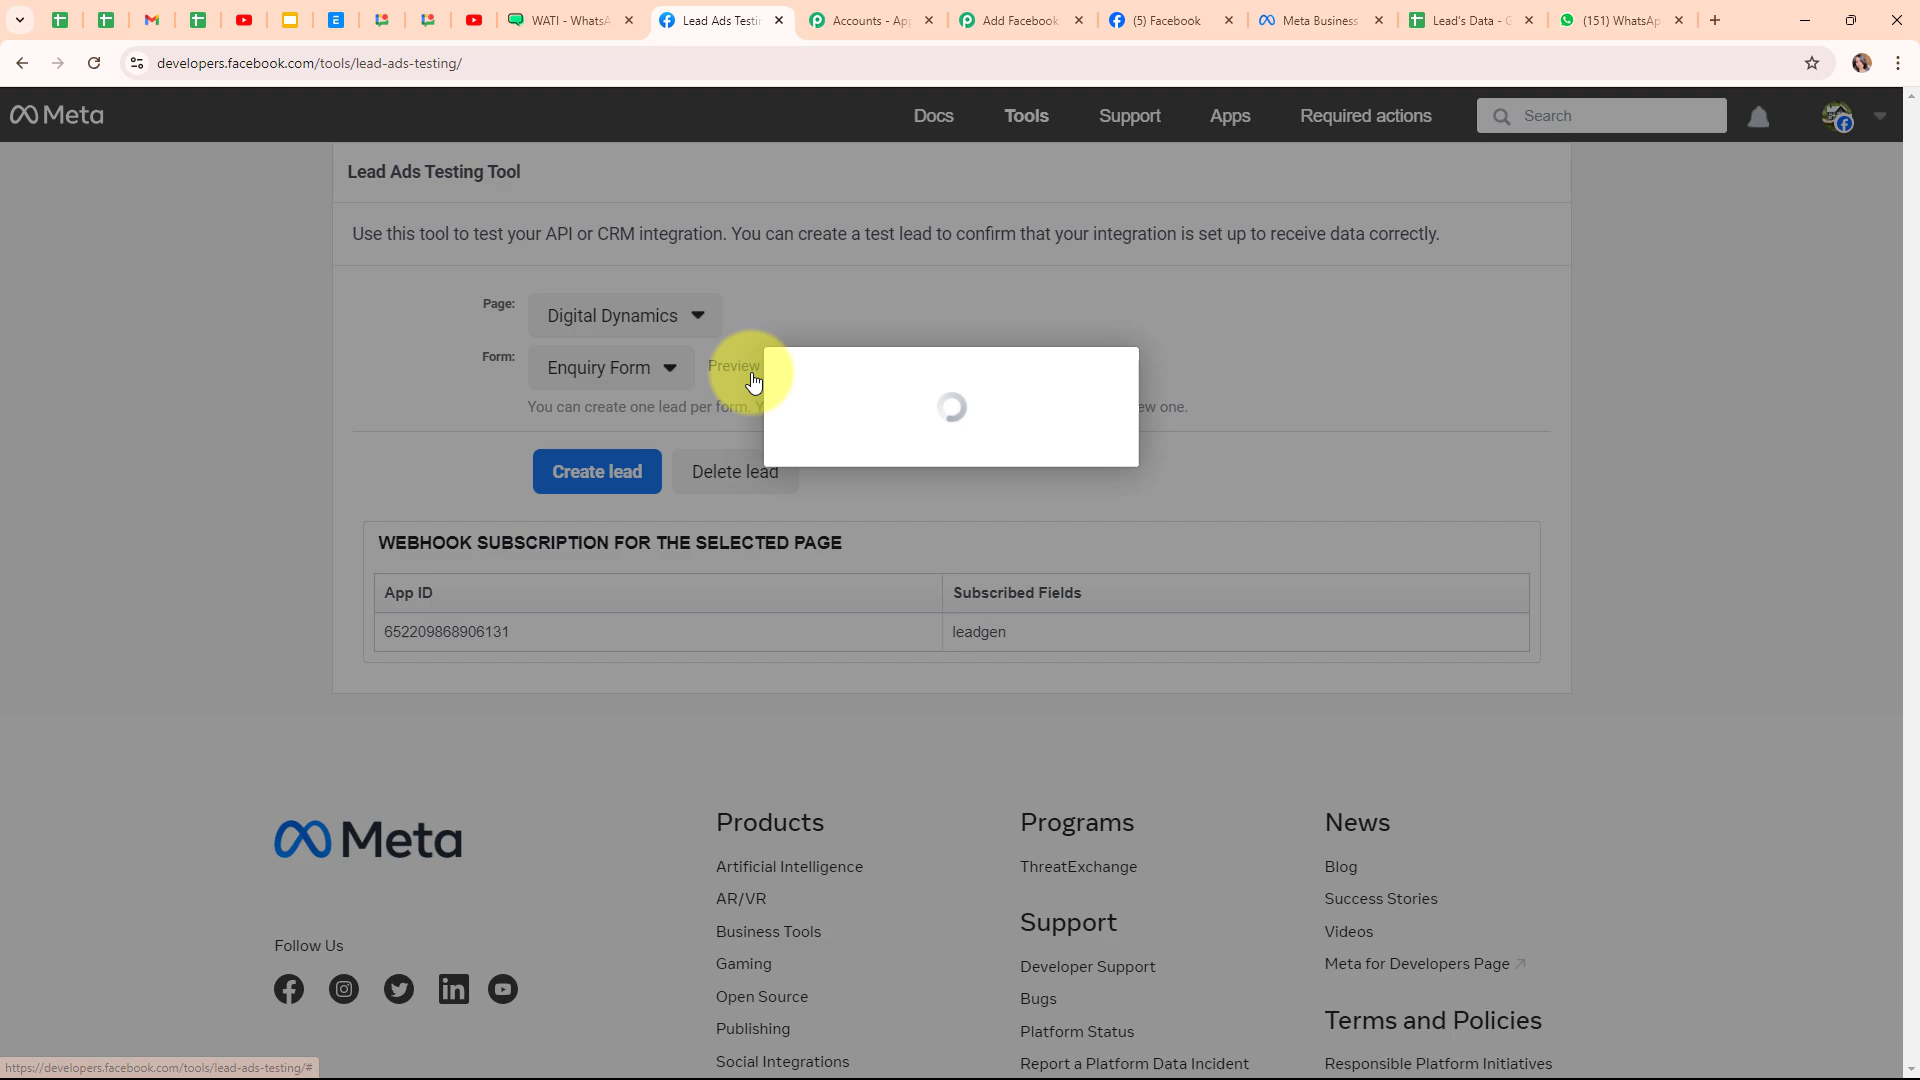 WATI - WhatsA
Lead Ads Testin
Accounts - Ap
Add Facebook
(5) Facebook
Meta Business
Lead's Data - G
(151) WhatsAp
developers.facebook.com/tools/lead-ads-testing/
Meta
Docs
Tools
Support
Apps
Required actions
Search
Lead Ads Testing Tool
Use this tool to test your API or CRM integration. You can create a test lead to confirm that your integration is set up to receive data correctly.
Page:
Digital Dynamics
Form:
Enquiry Form
Preview
You can create one lead per form. Y
ew one.
Create lead
Delete lead
WEBHOOK SUBSCRIPTION FOR THE SELECTED PAGE
App ID
Subscribed Fields
652209868906131
leadgen
Meta
Follow Us
Products
Artificial Intelligence
AR/VR
Business Tools
Gaming
Open Source
Publishing
Social Integrations
Programs
ThreatExchange
Support
Developer Support
Bugs
Platform Status
Report a Platform Data Incident
News
Blog
Success Stories
Videos
Meta for Developers Page
Terms and Policies
Responsible Platform Initiatives
https://developers.facebook.com/tools/lead-ads-testing/#